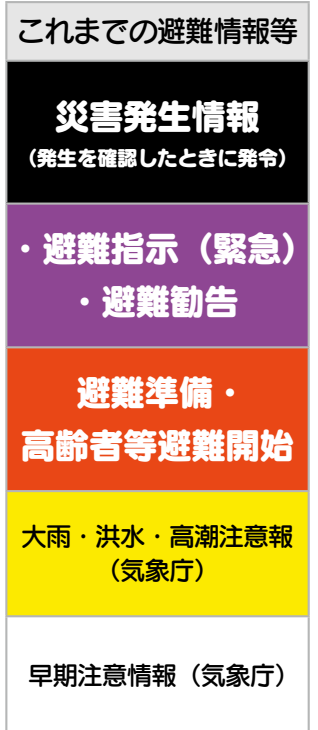 これまでの避難情報等
災害発生情報
（発生を確認したときに発令）
・避難指示（緊急）
・避難勧告
避難準備・
高齢者等避難開始
大雨・洪水・高潮注意報
（気象庁）
早期注意情報（気象庁）